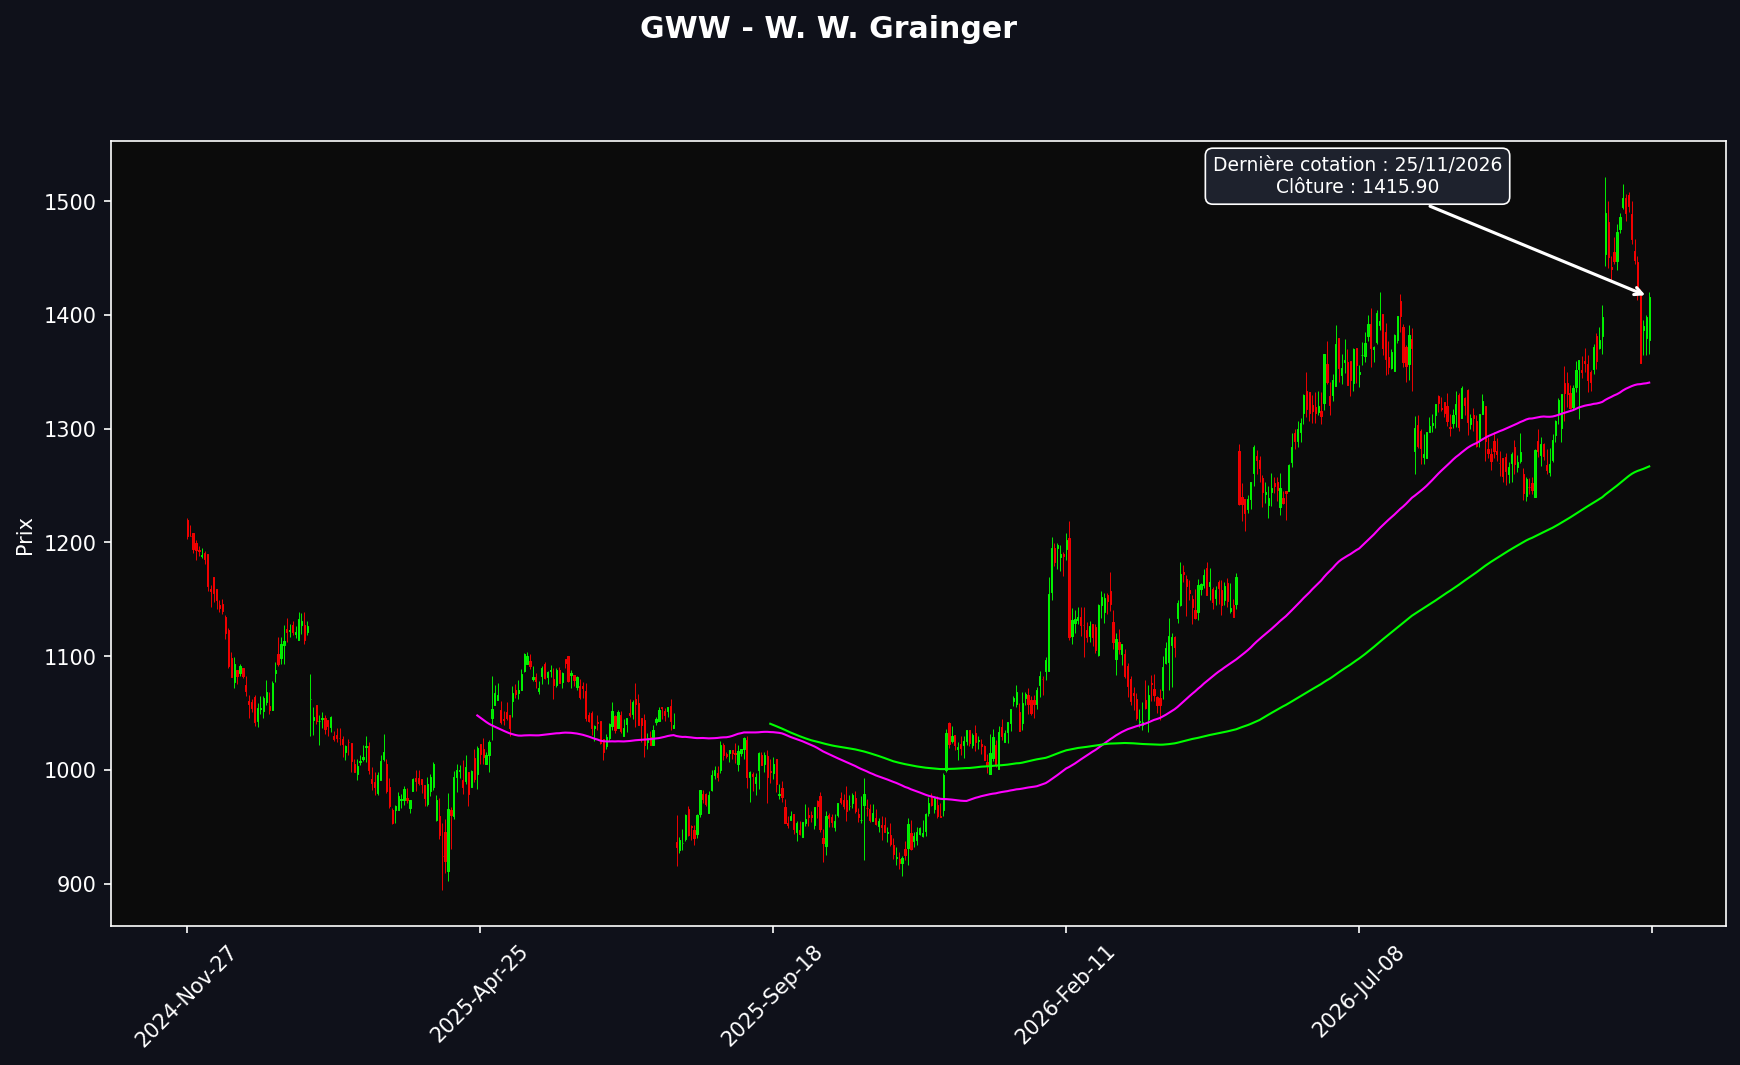 GWW - W. W. Grainger
Dernière cotation : 25/11/2026
Clôture : 1415.90
Prix
1500
1400
1300
1200
1100
1000
900
2024-Nov-27
2025-Apr-25
2025-Sep-18
2026-Feb-11
2026-Jul-08